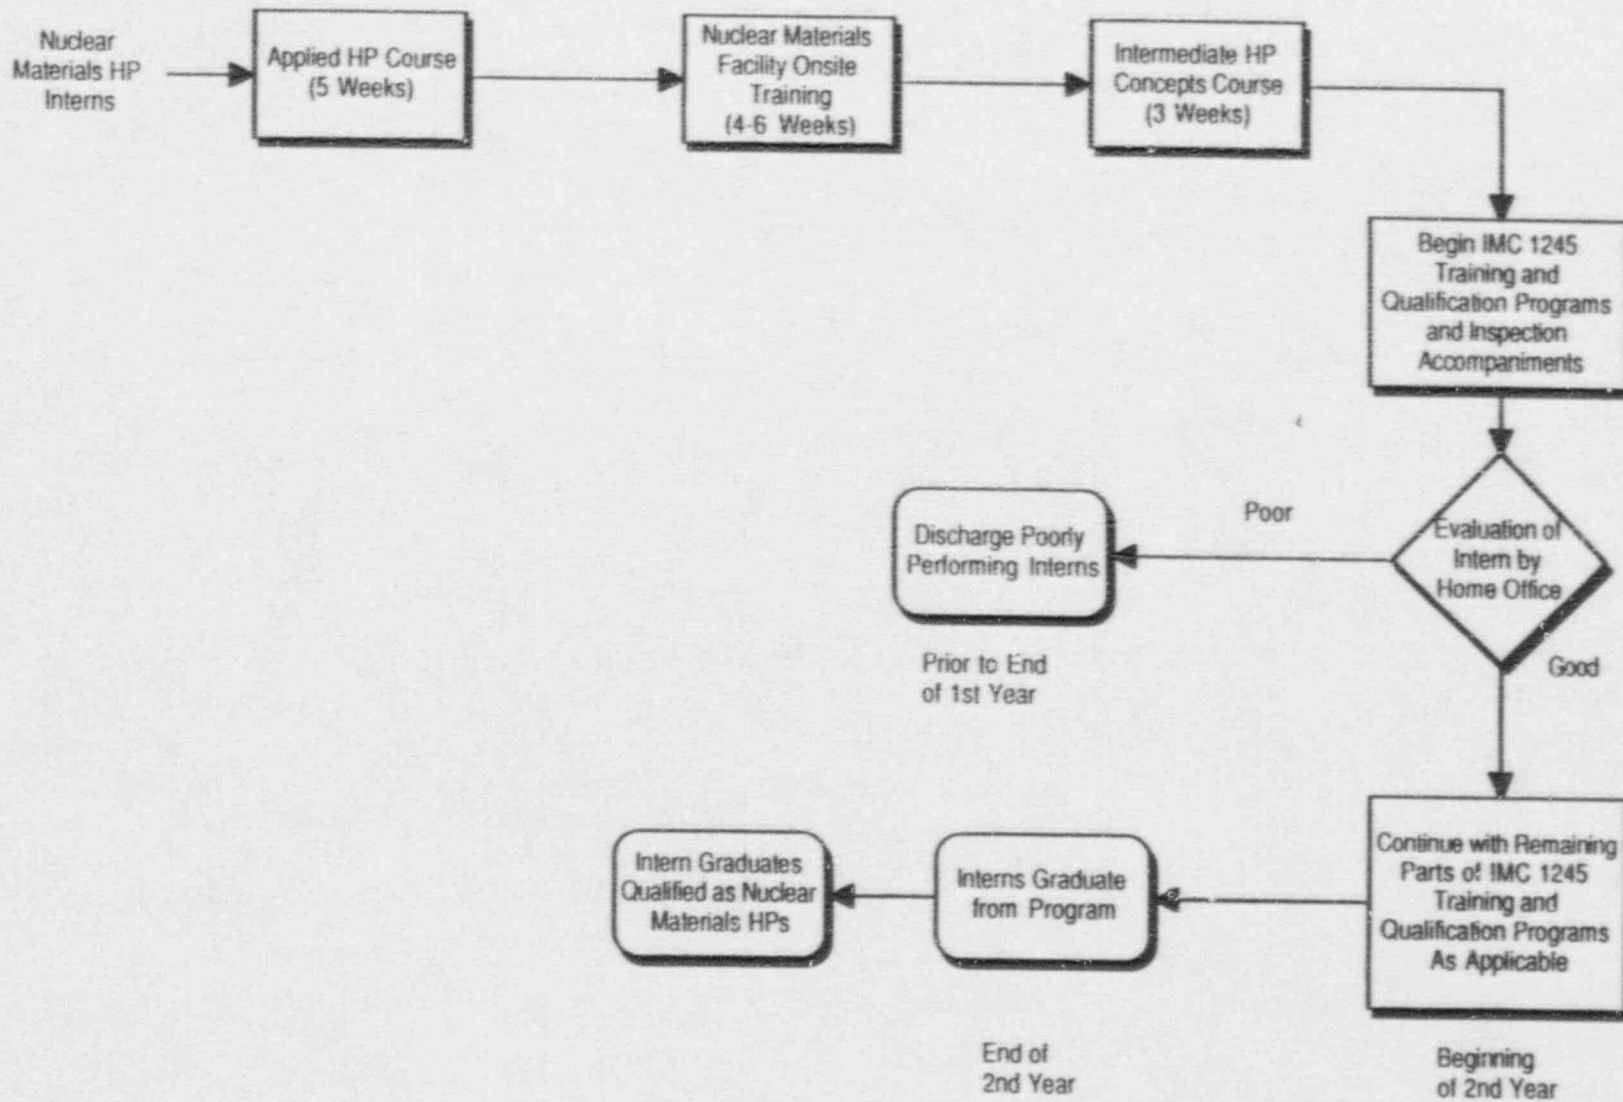 Nuclear
Materials HP
Interns
Applied HP Course
(5 Weeks)
Nuclear Materials
Facility Onsite
Training
(4-6 Weeks)
Intermediate HP
Concepts Course
(3 Weeks)
Begin IMC 1245
Training and
Qualification Programs
and Inspection
Accompaniments
Evaluation of
Intern by
Home Office
Poor
Discharge Poorly
Performing Interns
Prior to End
of 1st Year
Good
Continue with Remaining
Parts of IMC 1245
Training and
Qualification Programs
As Applicable
Beginning
of 2nd Year
Interns Graduate
from Program
End of
2nd Year
Intern Graduates
Qualified as Nuclear
Materials HPs